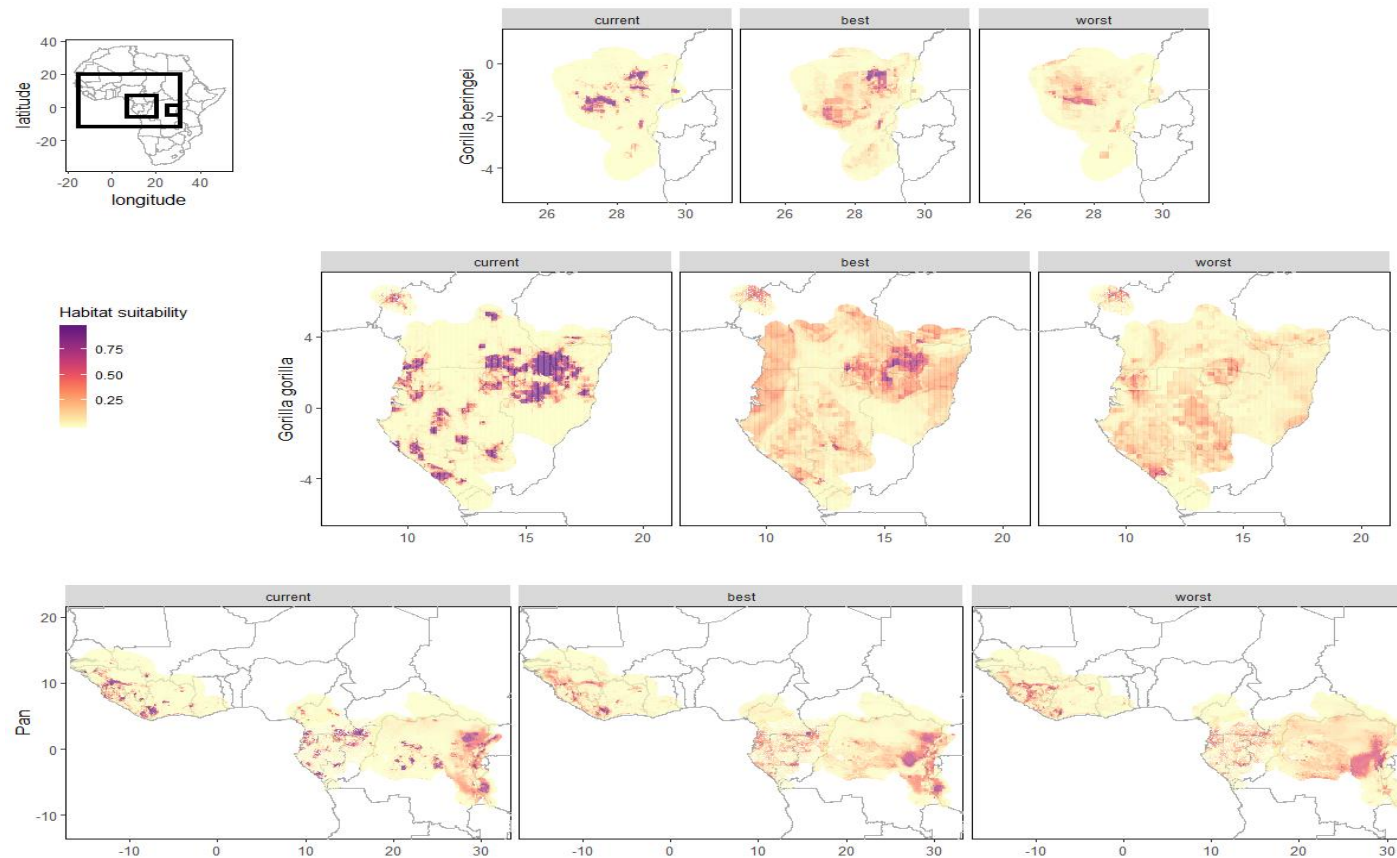 current best worst
40
20
0
-20
latitude
-20 0 20 40
longitude
0
-2
-4
Gorilla beringei
26 28 30 26 28 30 26 28 30
current best worst
Habitat suitability
0.75
0.50
0.25
4
0
-4
Gorilla gorilla
10 15 20 10 15 20 10 15 20
current best worst
20
10
0
-10
Pan
-10 0 10 20 30 -10 0 10 20 30 -10 0 10 20 30